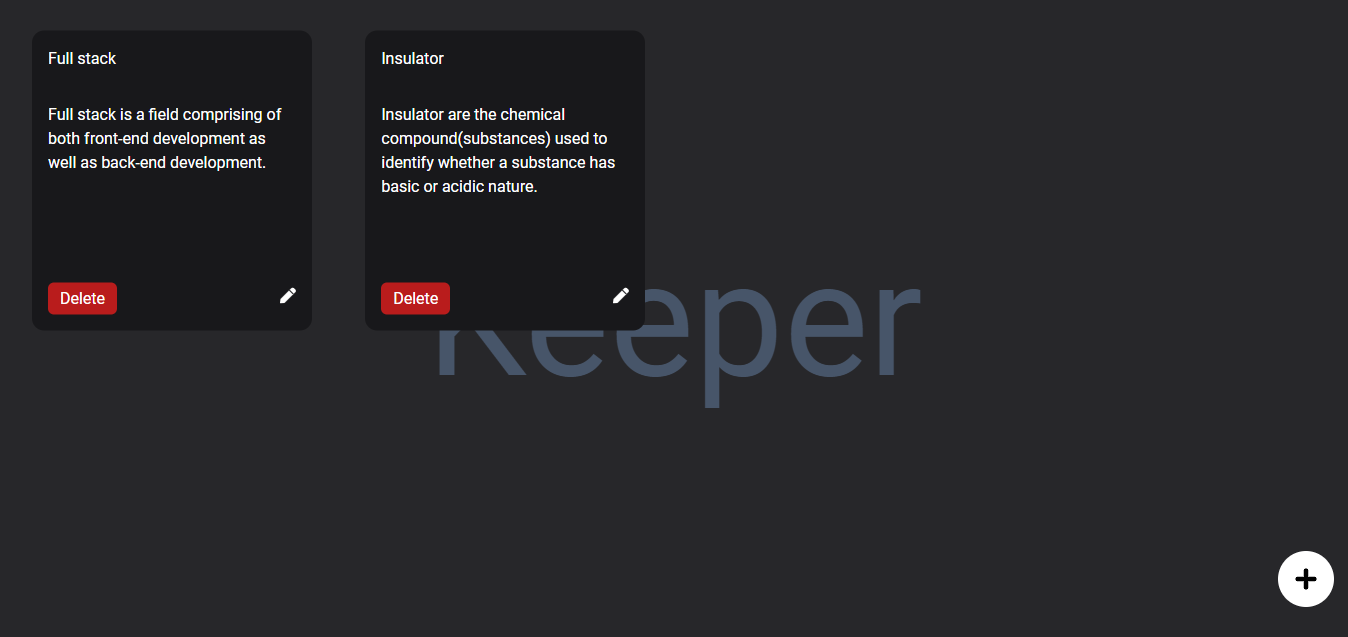 Full stack
Full stack is a field comprising of
both front-end development as
well as back-end development.
Delete
Insulator
Insulator are the chemical
compound(substances) used to
identify whether a substance has
basic or acidic nature.
Delete
Keeper